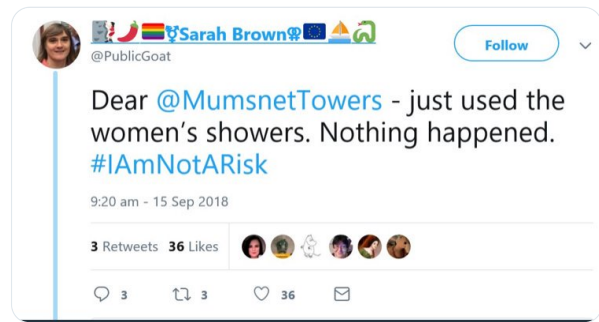 Sarah Brown
Follow
@PublicGoat
Dear @MumsnetTowers - just used the
women’s showers. Nothing happened.
#IAmNotARisk
9:20 am - 15 Sep 2018
3 Retweets 36 Likes
3 3 36